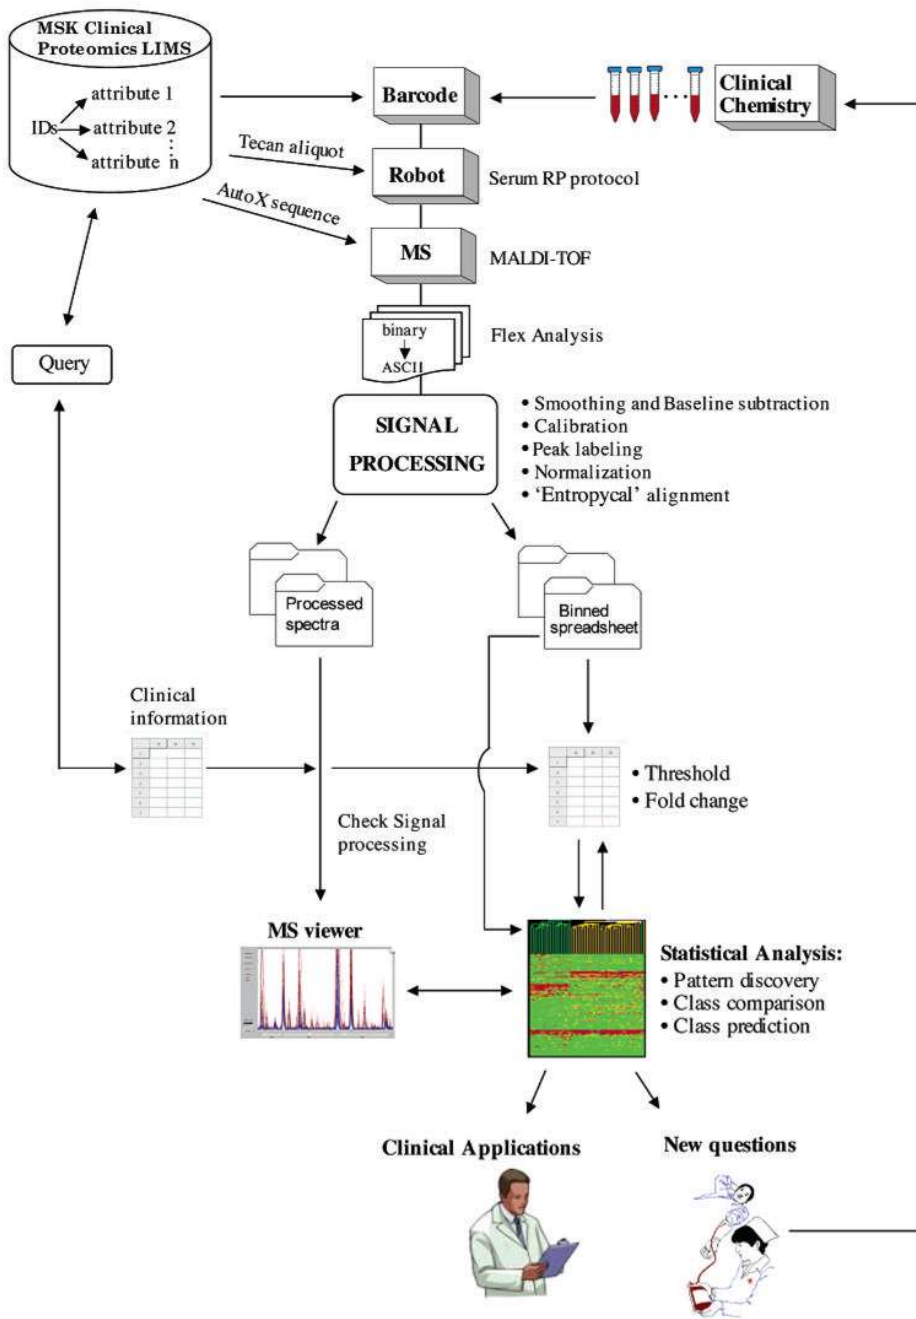 MSK Clinical
Proteomics LIMS
attribute 1
IDs
attribute 2
attribute n
Barcode
Clinical
Chemistry
Tecan aliquot
Robot
Serum RP protocol
AutoX sequence
MS
MALDI-TOF
binary
ASCII
Flex Analysis
Query
SIGNAL
PROCESSING
• Smoothing and Baseline subtraction
• Calibration
• Peak labeling
• Normalization
• ‘Entropycal’ alignment
Processed
spectra
Binned
spreadsheet
Clinical
information
• Threshold
• Fold change
Check Signal
processing
MS viewer
Statistical Analysis:
• Pattern discovery
• Class comparison
• Class prediction
Clinical Applications
New questions